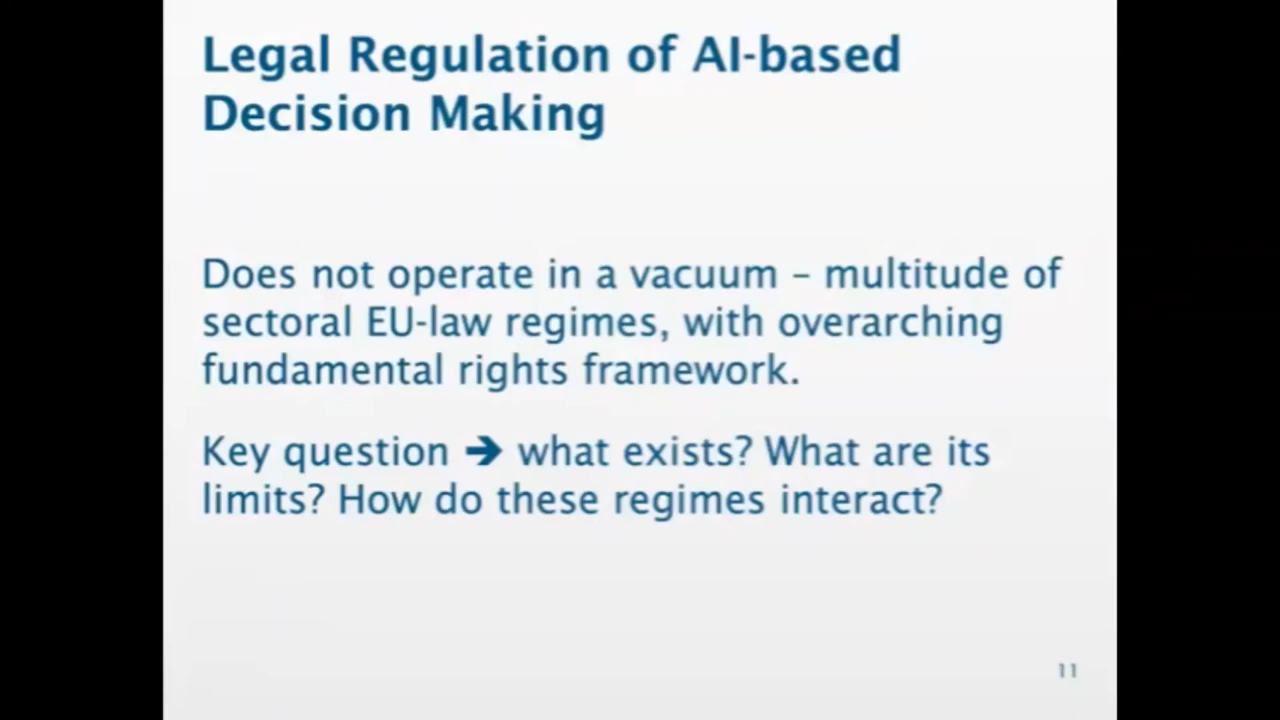 Legal Regulation of AI-based
Decision Making
Does not operate in a vacuum – multitude of
sectoral EU-law regimes, with overarching
fundamental rights framework.
Key question ➔ what exists? What are its
limits? How do these regimes interact?
11